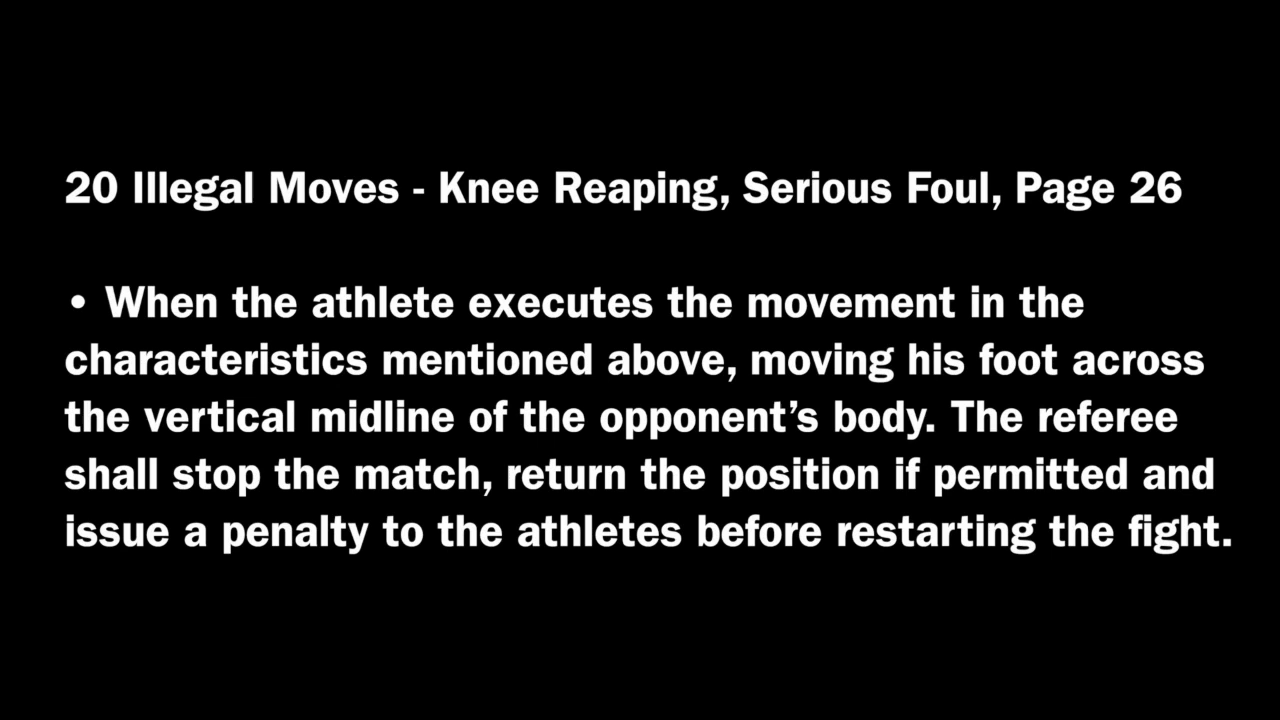 20 Illegal Moves - Knee Reaping, Serious Foul, Page 26
• When the athlete executes the movement in the
characteristics mentioned above, moving his foot across
the vertical midline of the opponent’s body. The referee
shall stop the match, return the position if permitted and
issue a penalty to the athletes before restarting the fight.